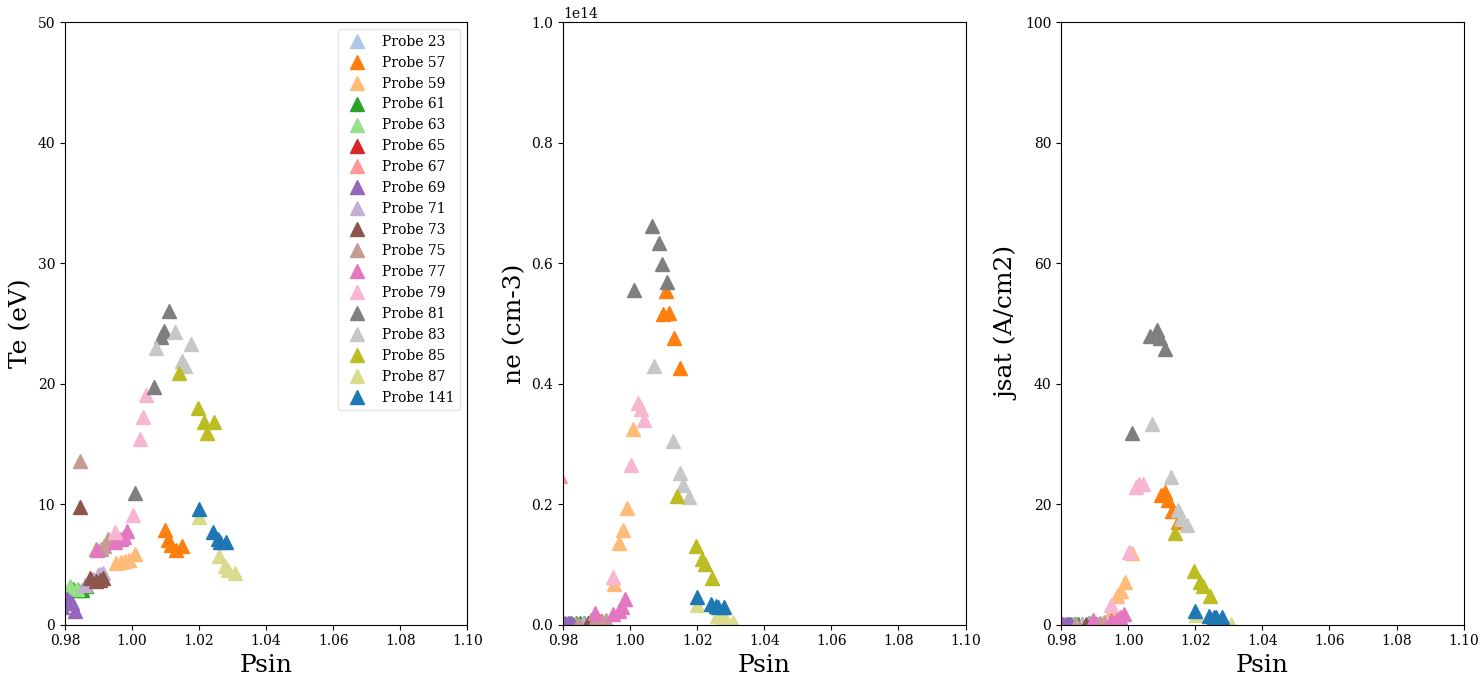 50
40
30
20
10
0
0.98
1.00
1.02
1.04
1.06
1.08
1.10
Te (eV)
Psin
Probe 23
Probe 57
Probe 59
Probe 61
Probe 63
Probe 65
Probe 67
Probe 69
Probe 71
Probe 73
Probe 75
Probe 77
Probe 79
Probe 81
Probe 83
Probe 85
Probe 87
Probe 141
1e14
1.0
0.8
0.6
0.4
0.2
0.0
0.98
1.00
1.02
1.04
1.06
1.08
1.10
ne (cm-3)
Psin
100
80
60
40
20
0
0.98
1.00
1.02
1.04
1.06
1.08
1.10
jsat (A/cm2)
Psin